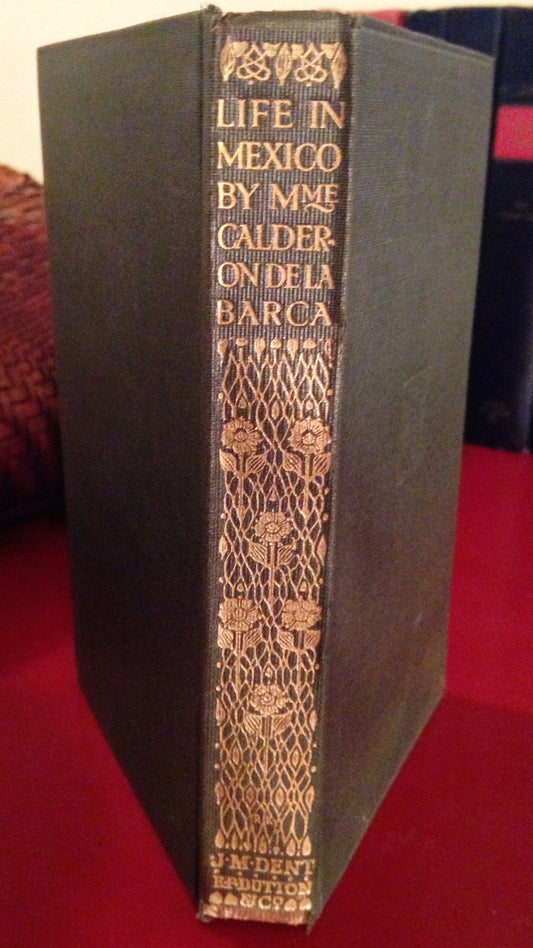 LIFE IN
MEXICO
BY MME
CALDER-
ON DE LA
BARCA
J·M·DENT
E·P·DUTTON
& CO